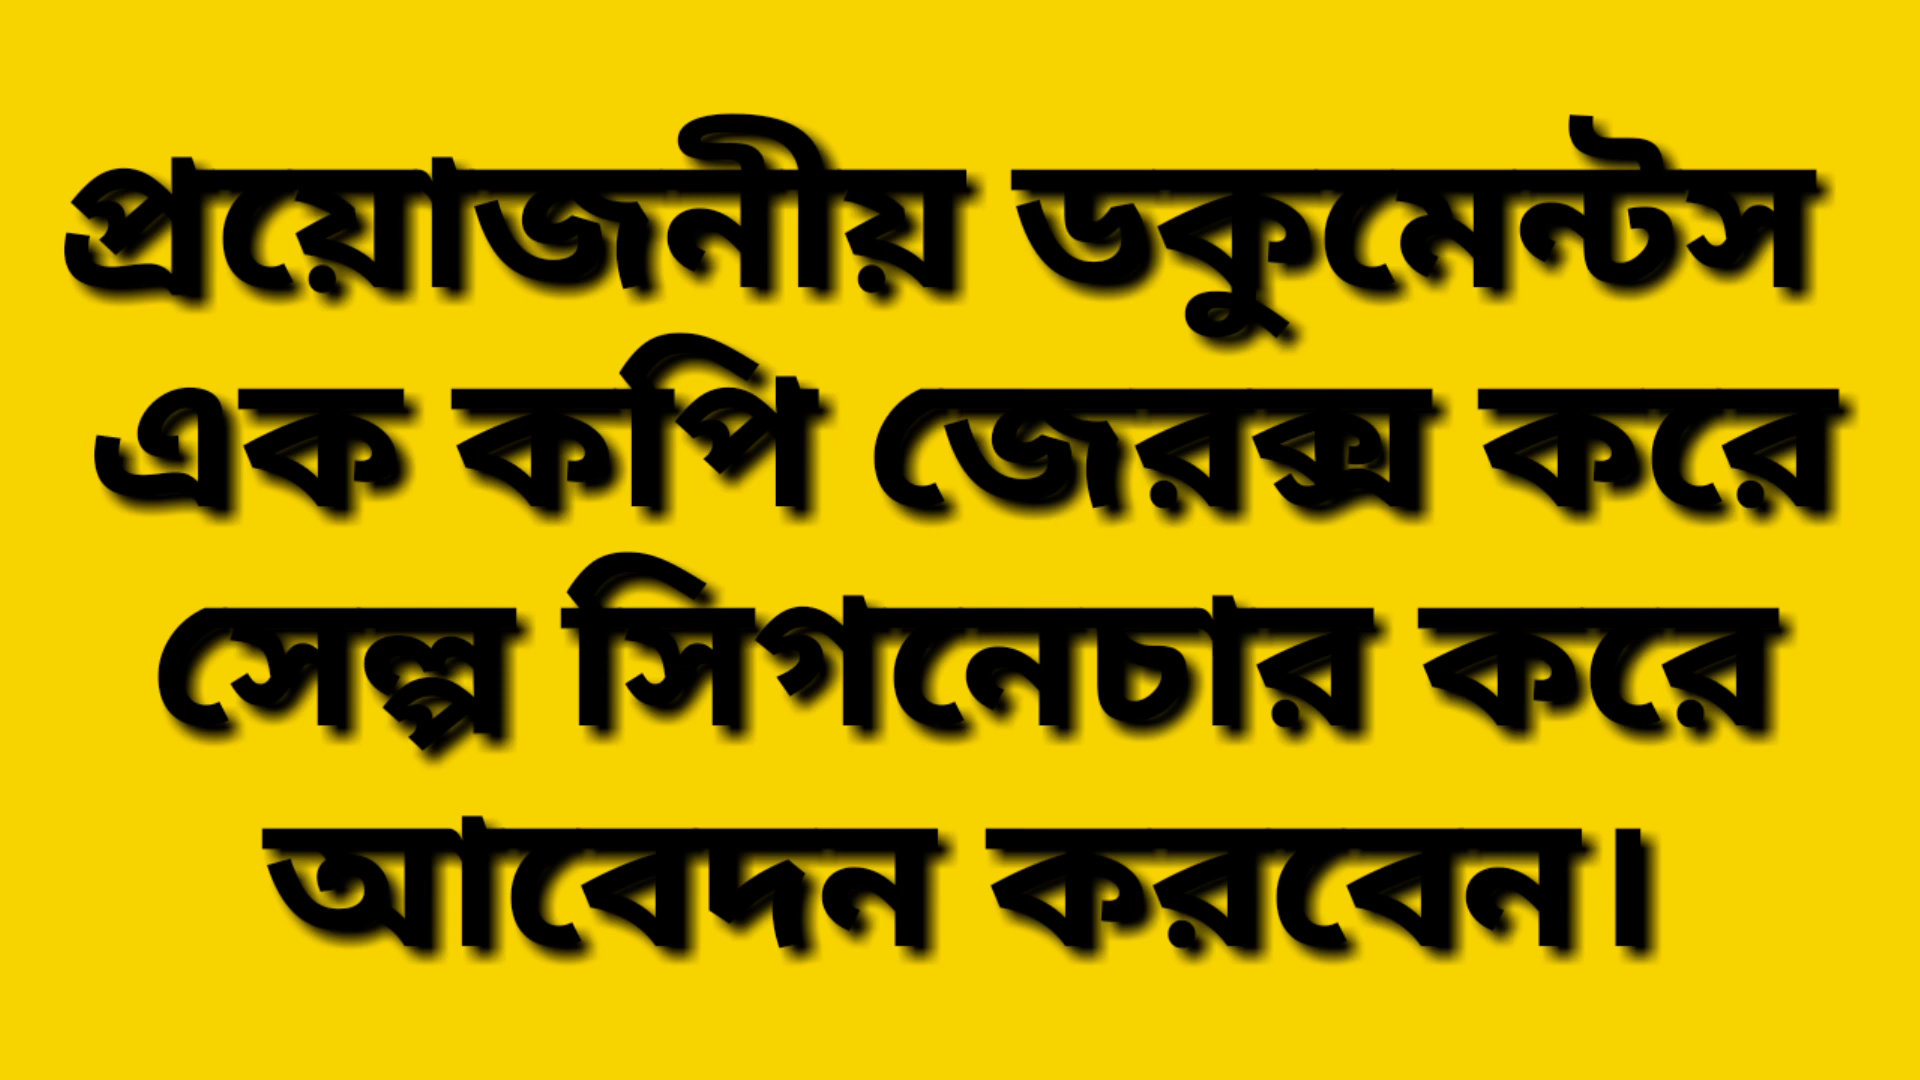 প্রয়োজনীয় ডকুমেন্টস
এক কপি জেরক্স করে
সেল্প সিগনেচার করে
আবেদন করবেন।